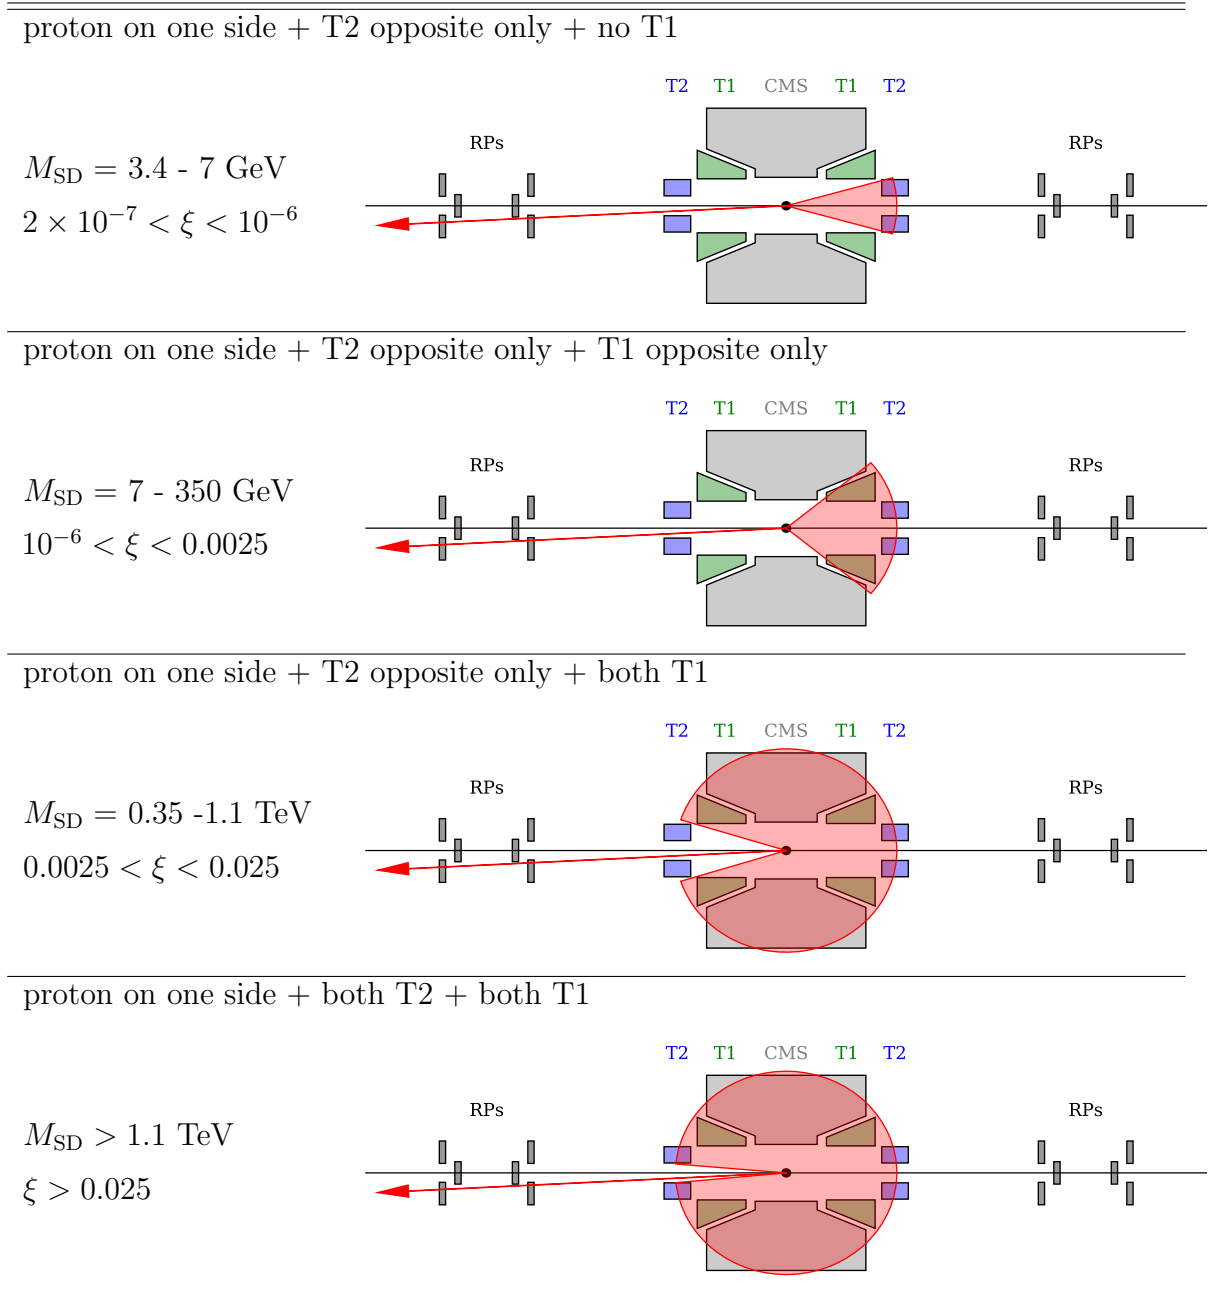 proton on one side + T2 opposite only + no T1
T2 T1 CMS T1 T2
RPs RPs
M_SD = 3.4 - 7 GeV
2 × 10^−7 < ξ < 10^−6
proton on one side + T2 opposite only + T1 opposite only
T2 T1 CMS T1 T2
RPs RPs
M_SD = 7 - 350 GeV
10^−6 < ξ < 0.0025
proton on one side + T2 opposite only + both T1
T2 T1 CMS T1 T2
RPs RPs
M_SD = 0.35 -1.1 TeV
0.0025 < ξ < 0.025
proton on one side + both T2 + both T1
T2 T1 CMS T1 T2
RPs RPs
M_SD > 1.1 TeV
ξ > 0.025